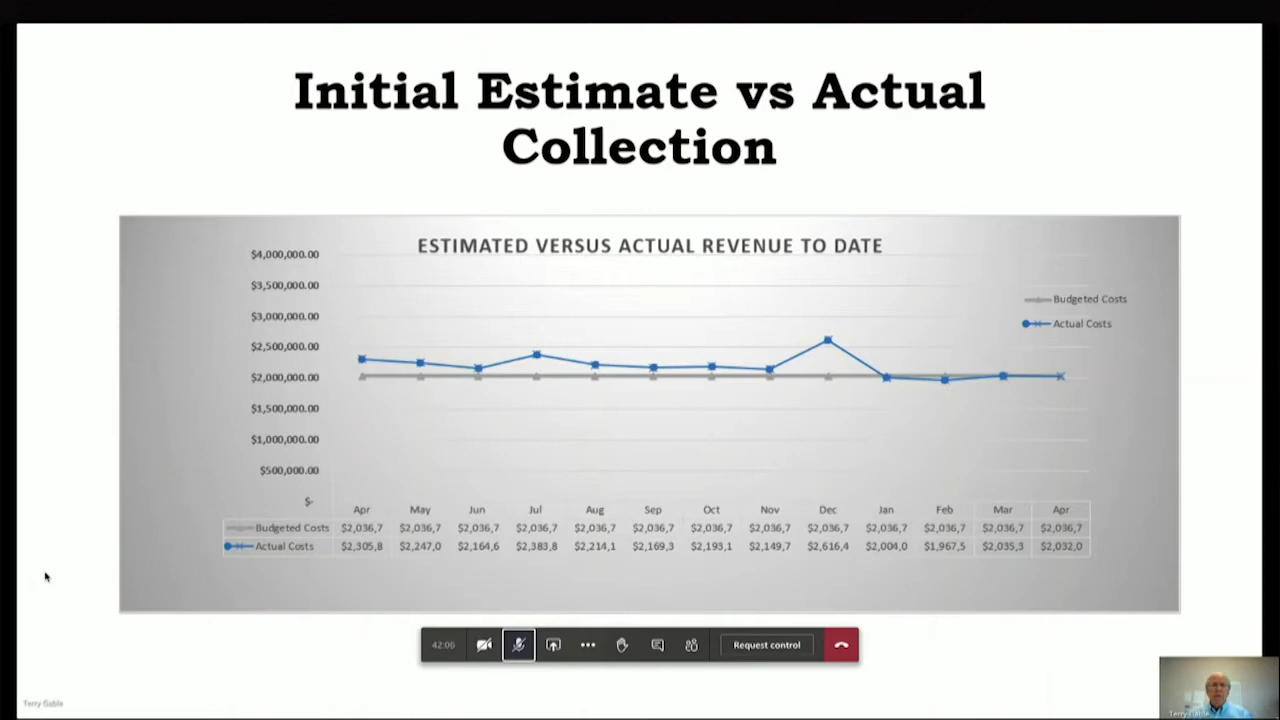 Initial Estimate vs Actual
Collection
ESTIMATED VERSUS ACTUAL REVENUE TO DATE
$4,000,000.00
$3,500,000.00
$3,000,000.00
$2,500,000.00
$2,000,000.00
$1,500,000.00
$1,000,000.00
$500,000.00
$-
Budgeted Costs
Actual Costs
Apr May Jun Jul Aug Sep Oct Nov Dec Jan Feb Mar Apr
Budgeted Costs $2,036,7 $2,036,7 $2,036,7 $2,036,7 $2,036,7 $2,036,7 $2,036,7 $2,036,7 $2,036,7 $2,036,7 $2,036,7 $2,036,7 $2,036,7
Actual Costs $2,305,8 $2,247,0 $2,164,6 $2,383,8 $2,214,1 $2,169,3 $2,193,1 $2,149,7 $2,616,4 $2,004,0 $1,967,5 $2,035,3 $2,032,0
42:06
Request control
Terry Gable
Terry Gable